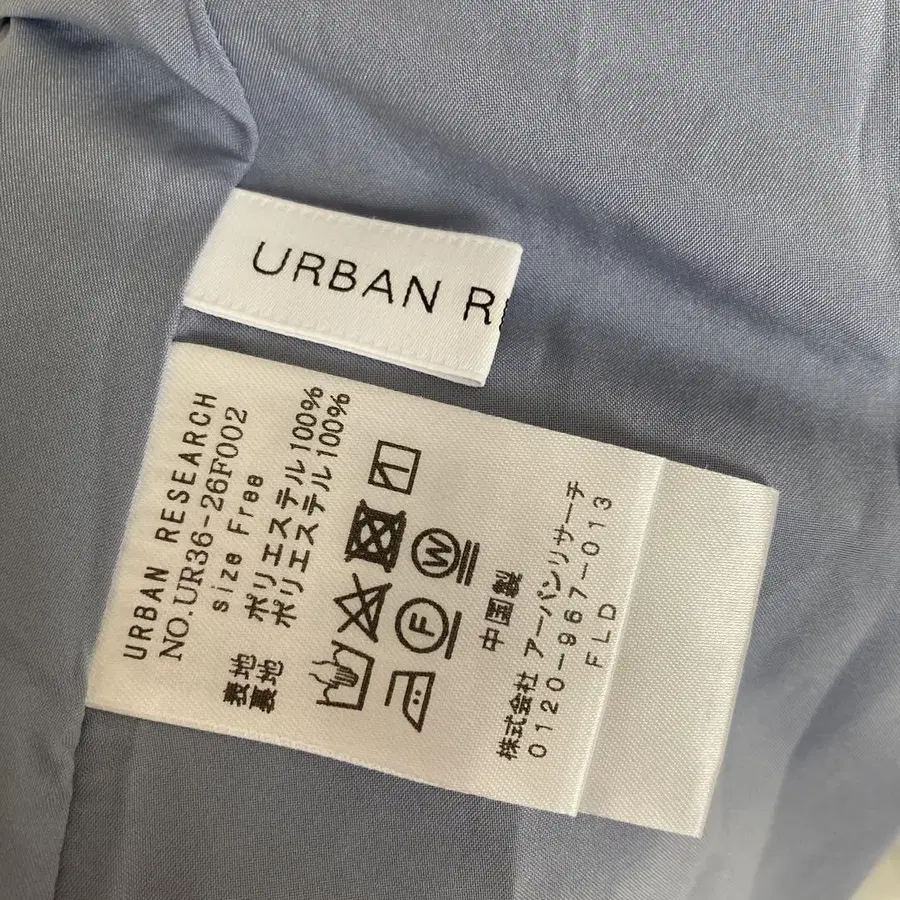 URBAN R
URBAN RESEARCH
NO.UR36-26F002
size Free
表地 ポリエステル100%
裏地 ポリエステル100%
W
F
中国製
株式会社 アーバンリサーチ
0120-967-013
FLD